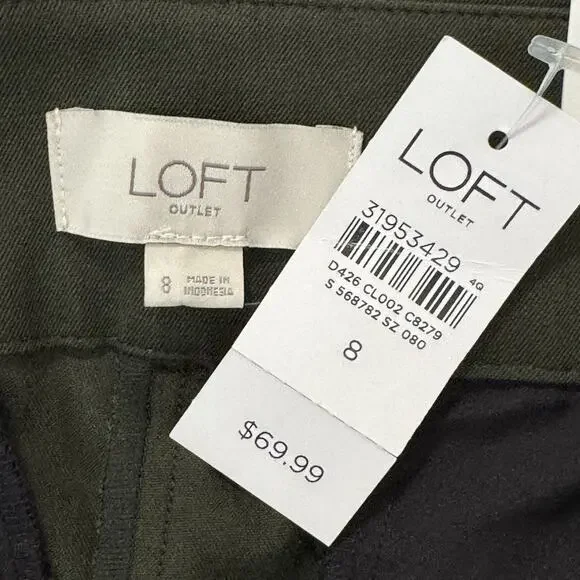 LOFT
OUTLET
8
MADE IN
INDONESIA
LOFT
OUTLET
31953429
4Q
D426 CL002 C8279
S 568782 SZ 080
8
$69.99